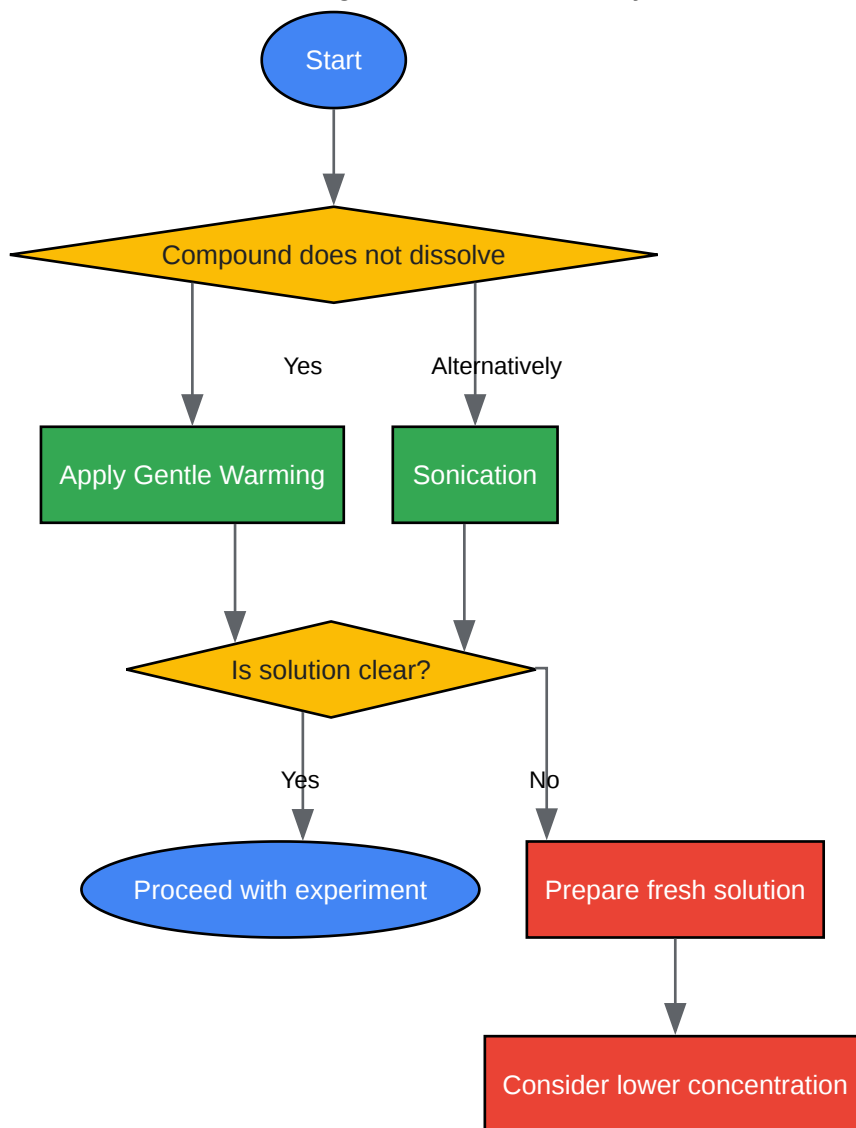 Start
Compound does not dissolve
Yes
Alternatively
Apply Gentle Warming
Sonication
Is solution clear?
Yes
No
Proceed with experiment
Prepare fresh solution
Consider lower concentration